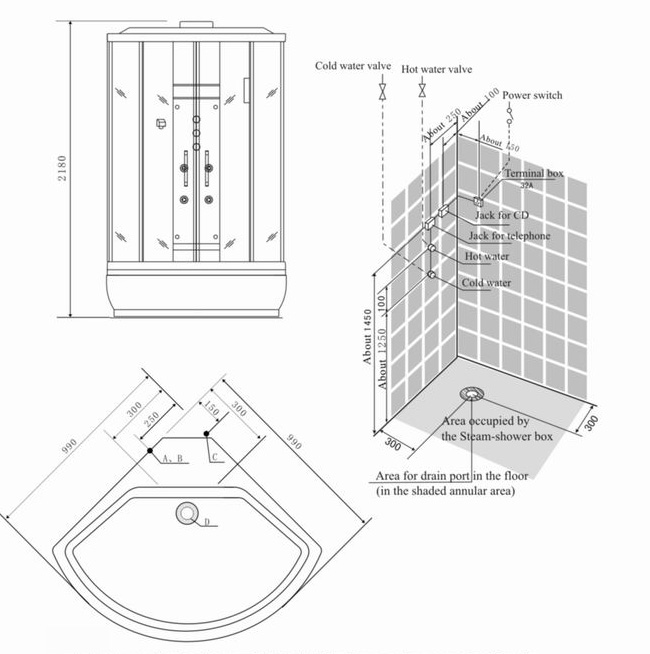 2180
Cold water valve
Hot water valve
Power switch
About 250
About 100
About 150
Terminal box
32A
Jack for CD
Jack for telephone
Hot water
Cold water
100
About 1450
About 1250
300
300
Area occupied by
the Steam-shower box
Area for drain port in the floor
(in the shaded annular area)
990
300
250
150
300
990
A、B
C
D